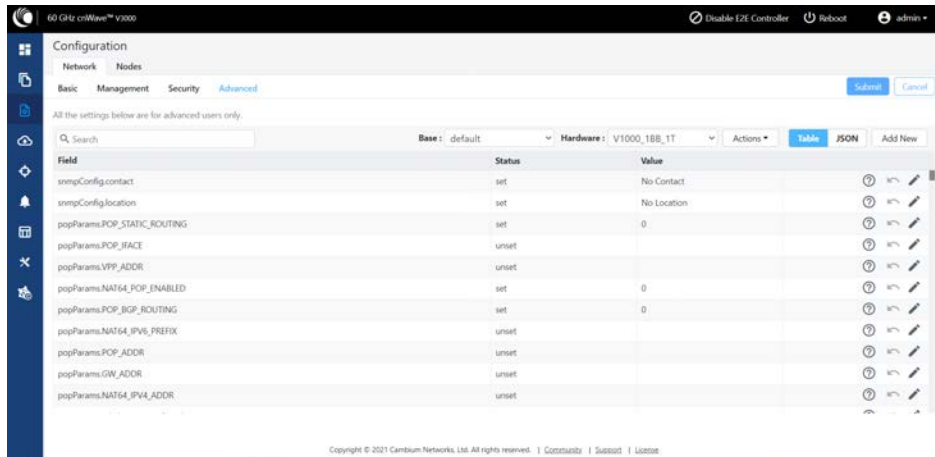 60 GHz cnWave™ V3000 Disable E2E Controller Reboot admin
Configuration
Network Nodes
Basic Management Security Advanced Submit Cancel
All the settings below are for advanced users only.
Search Base : default Hardware : V1000_1BB_1T Actions Table JSON Add New
Field Status Value
snmpConfig.contact set No Contact
snmpConfig.location set No Location
popParams.POP_STATIC_ROUTING set 0
popParams.POP_IFACE unset
popParams.VPP_ADDR unset
popParams.NAT64_POP_ENABLED set 0
popParams.POP_BGP_ROUTING set 0
popParams.NAT64_IPV6_PREFIX unset
popParams.POP_ADDR unset
popParams.GW_ADDR unset
popParams.NAT64_IPV4_ADDR unset
Copyright © 2021 Cambium Networks, Ltd. All rights reserved. | Community | Support | License